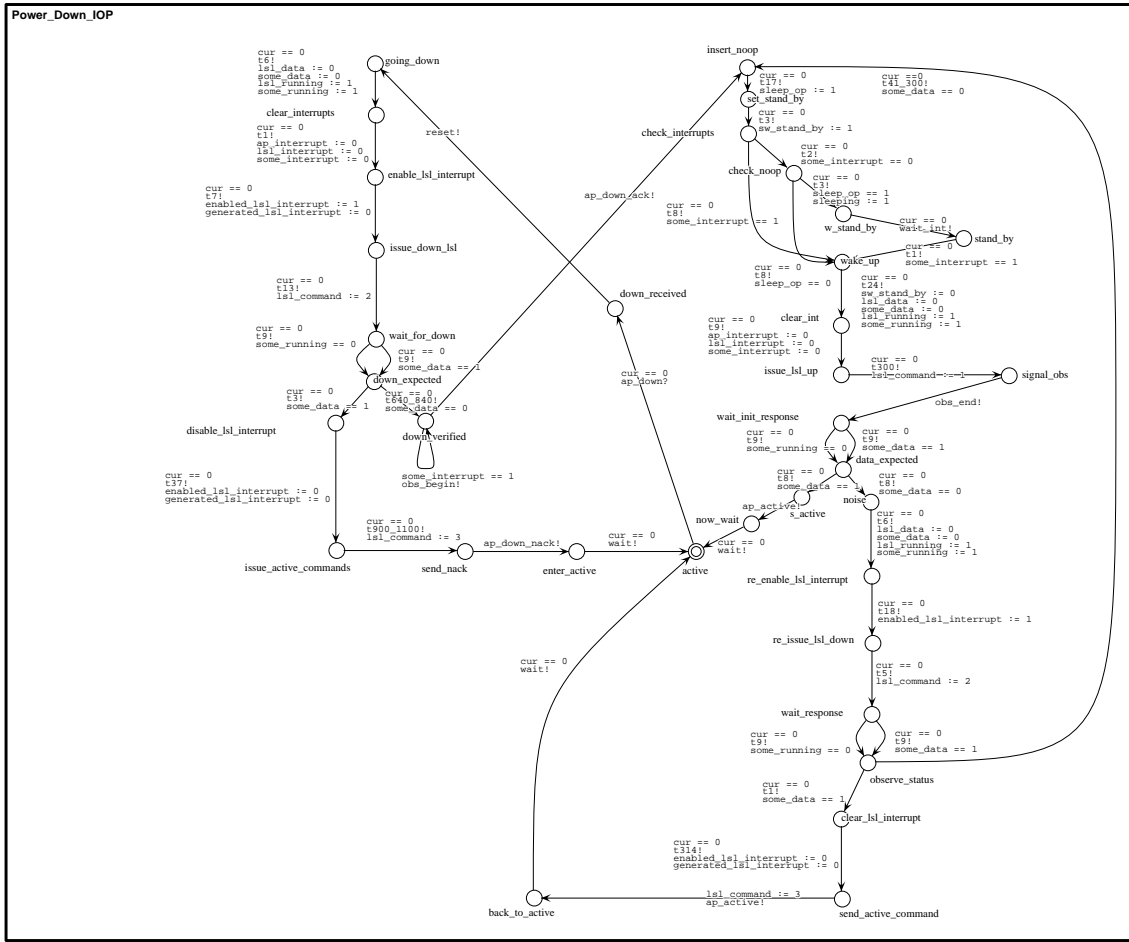 Power_Down_IOP
cur == 0
t6!
lsl_data := 0
some_data := 0
lsl_running := 1
some_running := 1
going_down
clear_interrupts
cur == 0
t1!
ap_interrupt := 0
lsl_interrupt := 0
some_interrupt := 0
enable_lsl_interrupt
cur == 0
t7!
enabled_lsl_interrupt := 1
generated_lsl_interrupt := 0
issue_down_lsl
cur == 0
t13!
lsl_command := 2
wait_for_down
cur == 0
t9!
some_running == 0
cur == 0
t9!
some_data == 1
down_expected
cur == 0
t3!
some_data == 1
cur == 0
t640_840!
some_data == 0
disable_lsl_interrupt
down_verified
some_interrupt == 1
obs_begin!
cur == 0
t37!
enabled_lsl_interrupt := 0
generated_lsl_interrupt := 0
issue_active_commands
cur == 0
t900_1100!
lsl_command := 3
send_nack
ap_down_nack!
enter_active
cur == 0
wait!
active
reset!
down_received
cur == 0
ap_down?
ap_down_ack!
insert_noop
cur == 0
t17!
sleep_op := 1
cur ==0
t41_300!
some_data == 0
set_stand_by
cur == 0
t3!
sw_stand_by := 1
check_interrupts
cur == 0
t2!
some_interrupt == 0
check_noop
cur == 0
t3!
sleep_op == 1
sleeping := 1
cur == 0
t8!
some_interrupt == 1
w_stand_by
cur == 0
wait_int!
stand_by
cur == 0
t1!
some_interrupt == 1
wake_up
cur == 0
t8!
sleep_op == 0
cur == 0
t24!
sw_stand_by := 0
lsl_data := 0
some_data := 0
lsl_running := 1
some_running := 1
clear_int
cur == 0
t9!
ap_interrupt := 0
lsl_interrupt := 0
some_interrupt := 0
issue_lsl_up
cur == 0
t300!
lsl_command := 1
signal_obs
obs_end!
wait_init_response
cur == 0
t9!
some_running == 0
cur == 0
t9!
some_data == 1
data_expected
cur == 0
t8!
some_data == 1
cur == 0
t8!
some_data == 0
noise
s_active
ap_active!
now_wait
cur == 0
wait!
cur == 0
t6!
lsl_data := 0
some_data := 0
lsl_running := 1
some_running := 1
re_enable_lsl_interrupt
cur == 0
t18!
enabled_lsl_interrupt := 1
re_issue_lsl_down
cur == 0
t5!
lsl_command := 2
wait_response
cur == 0
t9!
some_running == 0
cur == 0
t9!
some_data == 1
observe_status
cur == 0
t1!
some_data == 1
clear_lsl_interrupt
cur == 0
t314!
enabled_lsl_interrupt := 0
generated_lsl_interrupt := 0
send_active_command
lsl_command := 3
ap_active!
back_to_active
cur == 0
wait!